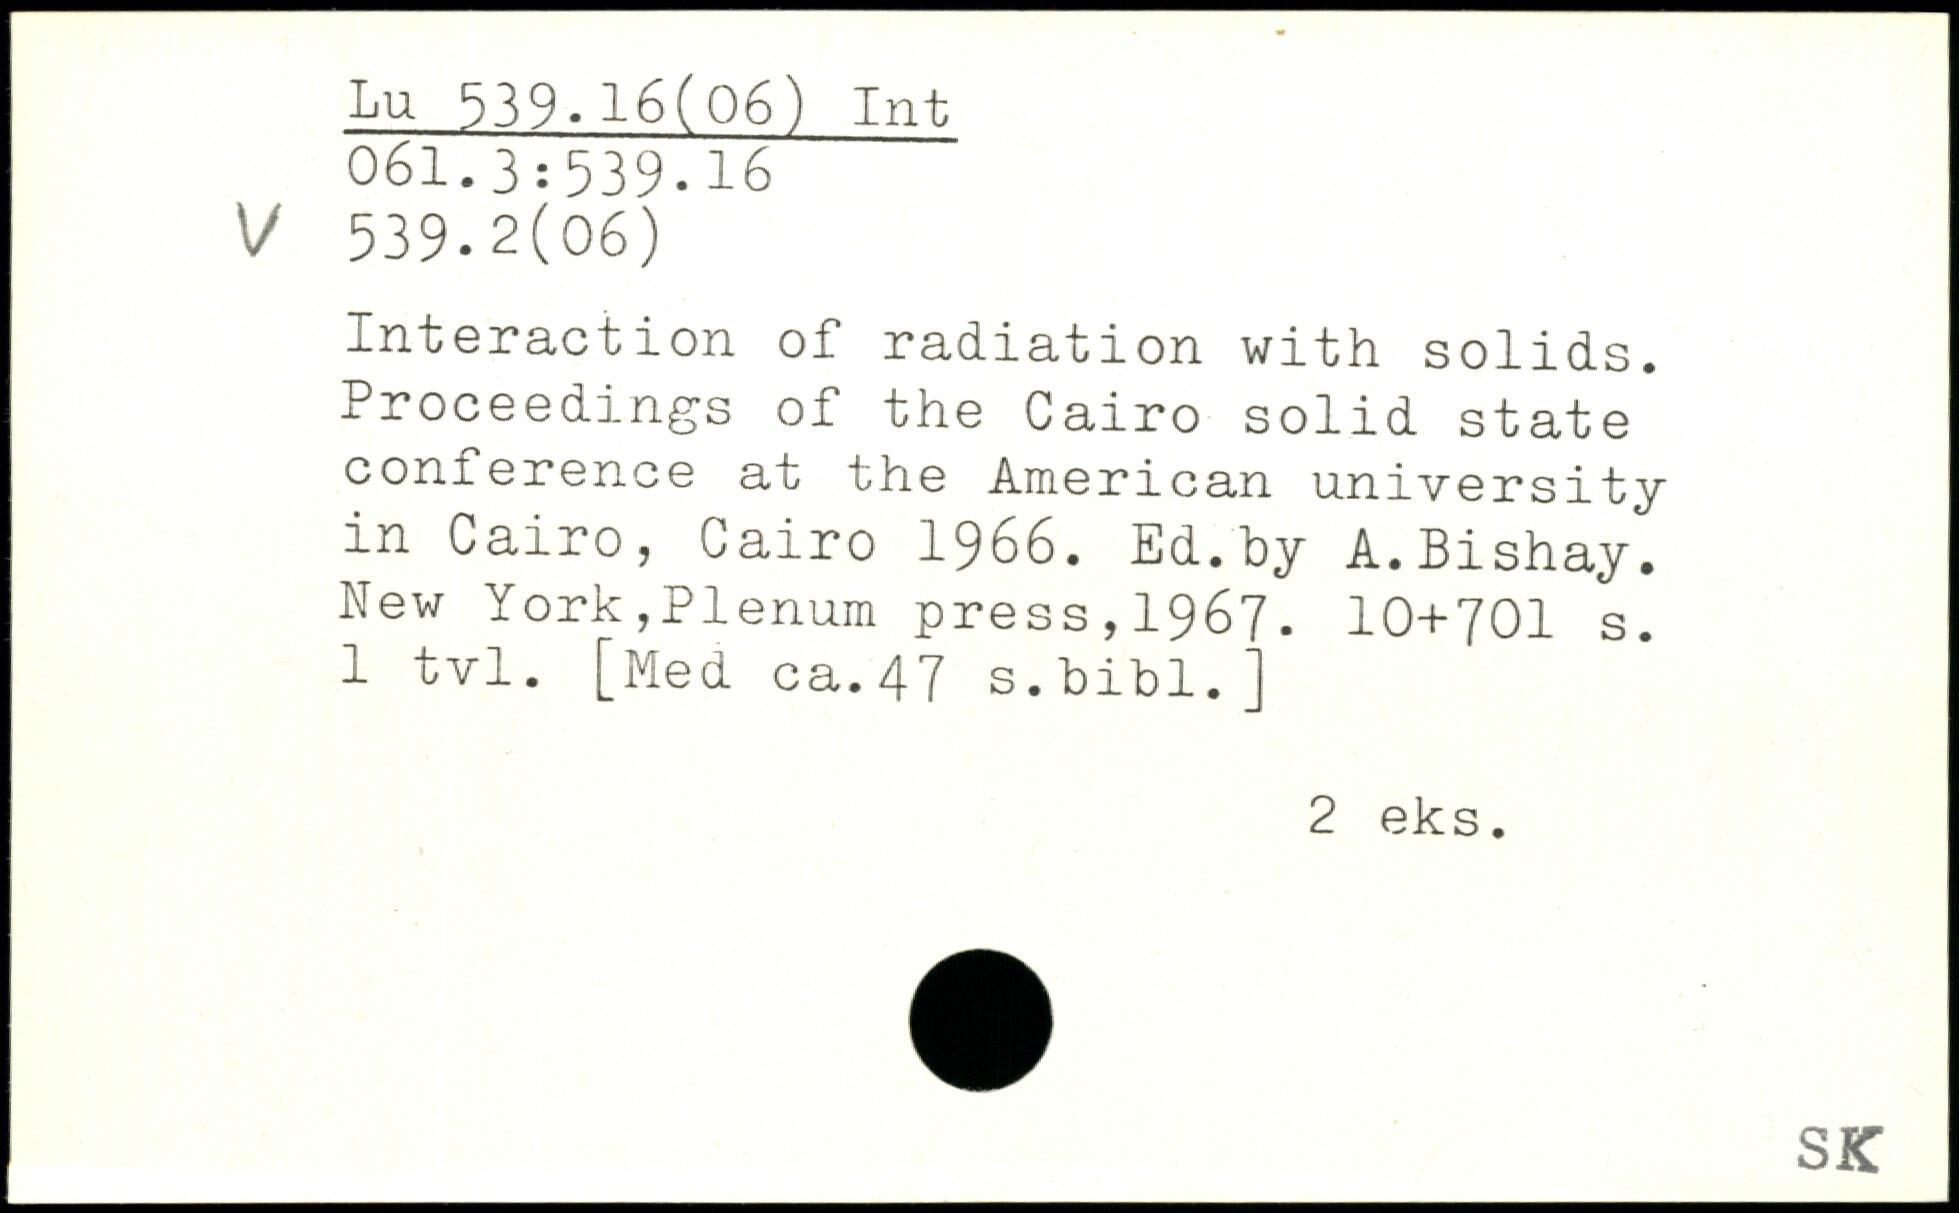 Lu 539.16(06) Int
061.3:539.16
V 539.2(06)
Interaction of radiation with solids.
Proceedings of the Cairo solid state
conference at the American university
in Cairo, Cairo 1966. Ed.by A.Bishay.
New York,Plenum press,1967. 10+701 s.
1 tvl. [Med ca.47 s.bibl.]
2 eks.
SK